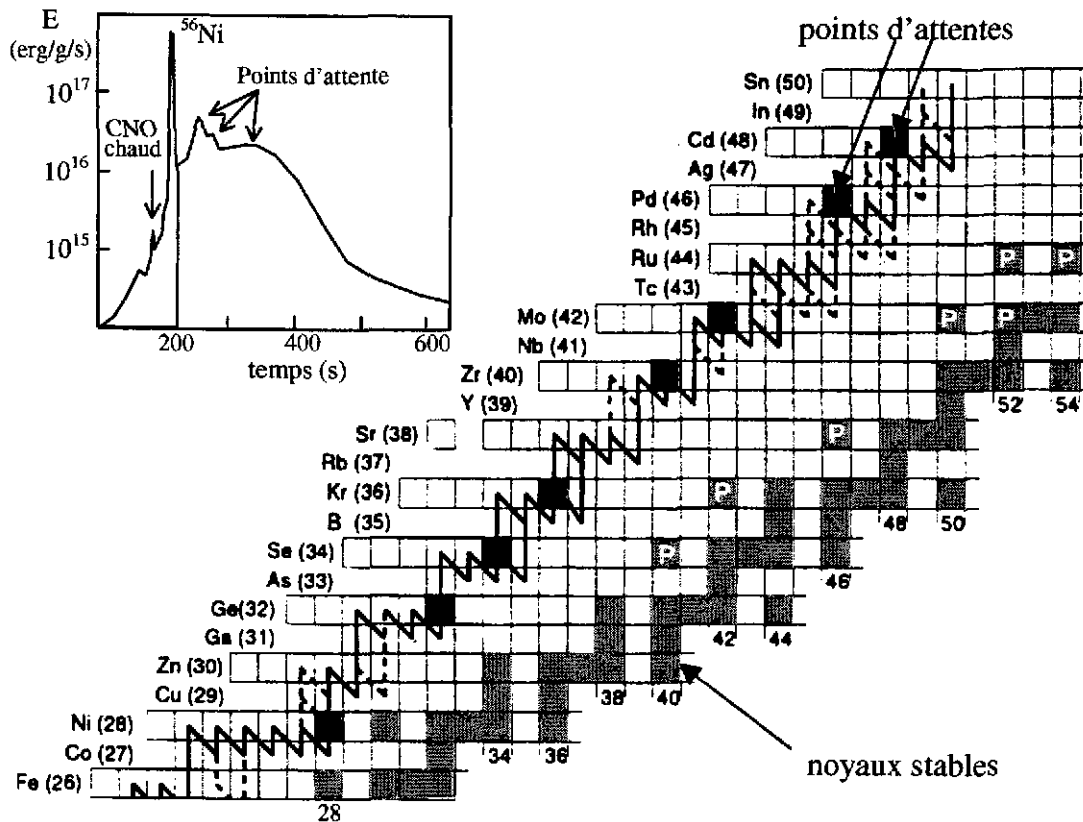 E
(erg/g/s)
10¹⁷
10¹⁶
10¹⁵
⁵⁶Ni
Points d'attente
CNO
chaud
200
400
600
temps (s)
points d'attentes
Sn (50)
In (49)
Cd (48)
Ag (47)
Pd (46)
Rh (45)
Ru (44)
P P
Tc (43)
Mo (42)
P P
Nb (41)
Zr (40)
52 54
Y (39)
Sr (38)
P
Rb (37)
Kr (36)
P
48 50
B (35)
Se (34)
P
46
As (33)
Ge(32)
42 44
Ga (31)
Zn (30)
38 40
Cu (29)
Ni (28)
34 36
Co (27)
noyaux stables
Fe (26)
28